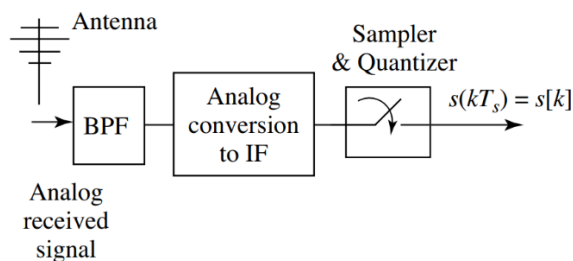 Antenna
Sampler
& Quantizer
BPF
Analog
conversion
to IF
s(kTₛ) = s[k]
Analog
received
signal